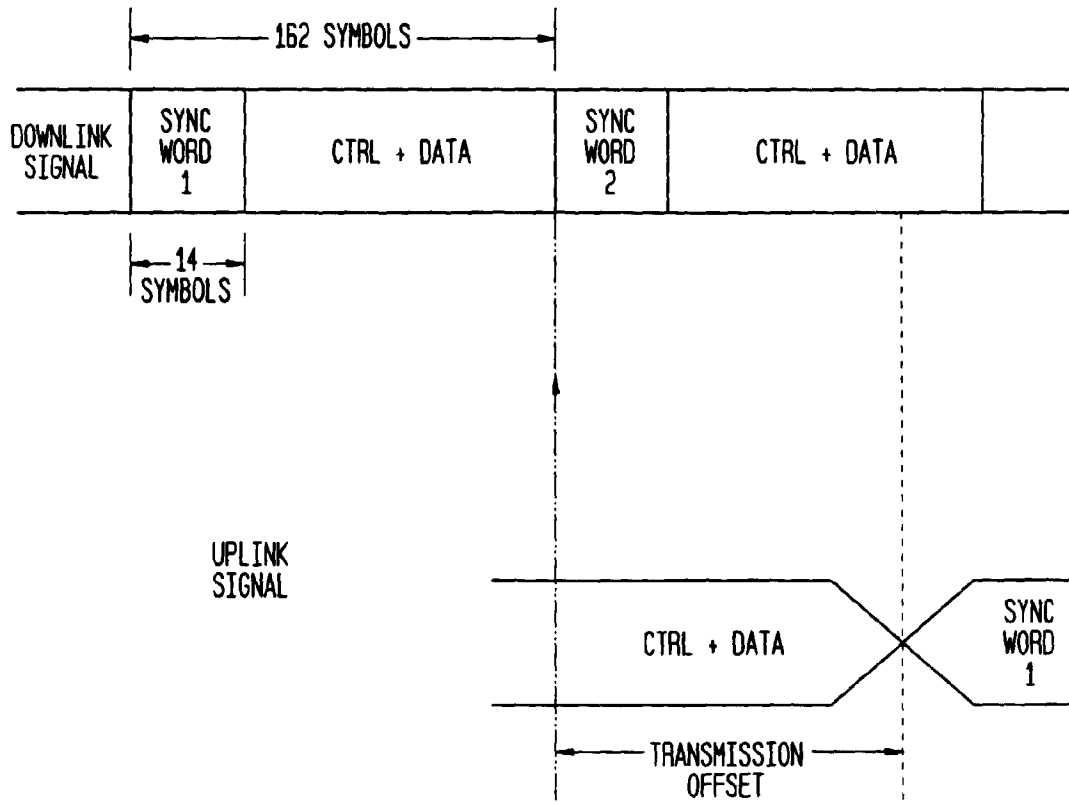 162 SYMBOLS
DOWNLINK
SIGNAL
SYNC
WORD
1
CTRL + DATA
SYNC
WORD
2
CTRL + DATA
14
SYMBOLS
UPLINK
SIGNAL
CTRL + DATA
SYNC
WORD
1
TRANSMISSION
OFFSET